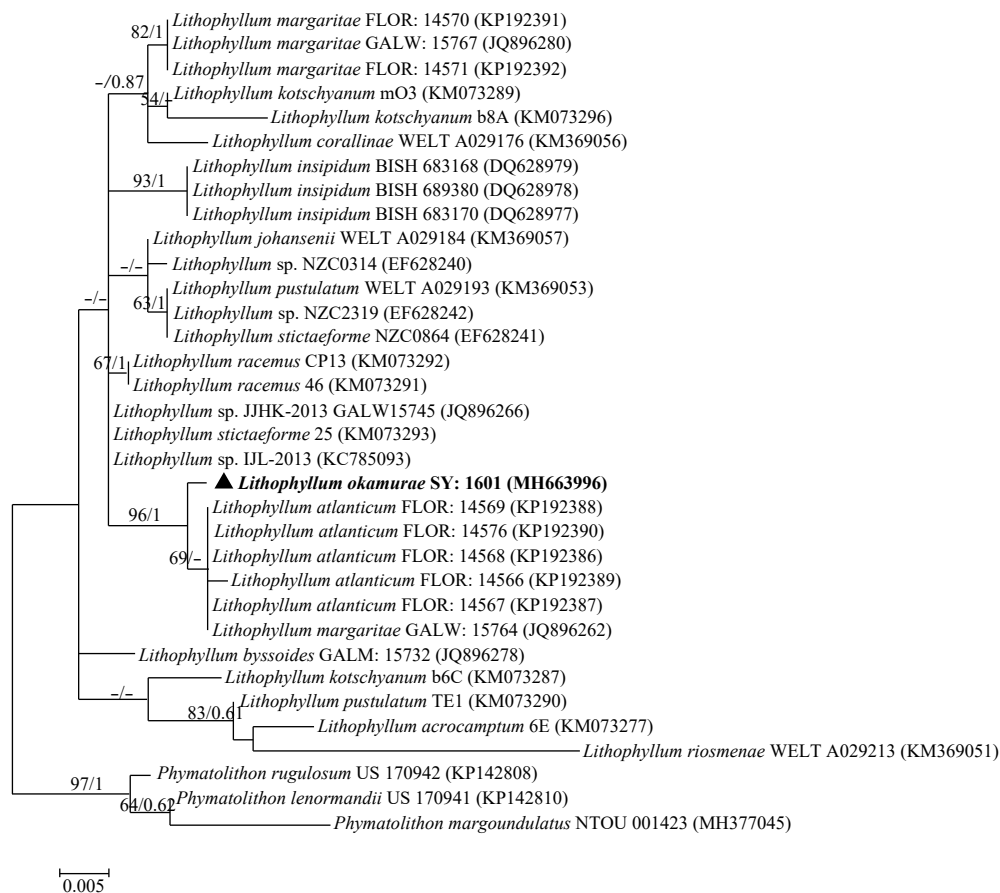 Lithophyllum margaritae FLOR: 14570 (KP192391)
82/1
Lithophyllum margaritae GALW: 15767 (JQ896280)
Lithophyllum margaritae FLOR: 14571 (KP192392)
–/0.87
Lithophyllum kotschyanum mO3 (KM073289)
54/–
Lithophyllum kotschyanum b8A (KM073296)
Lithophyllum corallinae WELT A029176 (KM369056)
Lithophyllum insipidum BISH 683168 (DQ628979)
93/1
Lithophyllum insipidum BISH 689380 (DQ628978)
Lithophyllum insipidum BISH 683170 (DQ628977)
Lithophyllum johansenii WELT A029184 (KM369057)
–/–
Lithophyllum sp. NZC0314 (EF628240)
Lithophyllum pustulatum WELT A029193 (KM369053)
–/–
63/1
Lithophyllum sp. NZC2319 (EF628242)
Lithophyllum stictaeforme NZC0864 (EF628241)
67/1
Lithophyllum racemus CP13 (KM073292)
Lithophyllum racemus 46 (KM073291)
Lithophyllum sp. JJHK-2013 GALW15745 (JQ896266)
Lithophyllum stictaeforme 25 (KM073293)
Lithophyllum sp. IJL-2013 (KC785093)
Lithophyllum okamurae SY: 1601 (MH663996)
Lithophyllum atlanticum FLOR: 14569 (KP192388)
96/1
Lithophyllum atlanticum FLOR: 14576 (KP192390)
69/–
Lithophyllum atlanticum FLOR: 14568 (KP192386)
Lithophyllum atlanticum FLOR: 14566 (KP192389)
Lithophyllum atlanticum FLOR: 14567 (KP192387)
Lithophyllum margaritae GALW: 15764 (JQ896262)
Lithophyllum byssoides GALM: 15732 (JQ896278)
Lithophyllum kotschyanum b6C (KM073287)
–/–
Lithophyllum pustulatum TE1 (KM073290)
83/0.61
Lithophyllum acrocamptum 6E (KM073277)
Lithophyllum riosmenae WELT A029213 (KM369051)
Phymatolithon rugulosum US 170942 (KP142808)
97/1
Phymatolithon lenormandii US 170941 (KP142810)
64/0.62
Phymatolithon margoundulatus NTOU 001423 (MH377045)
0.005